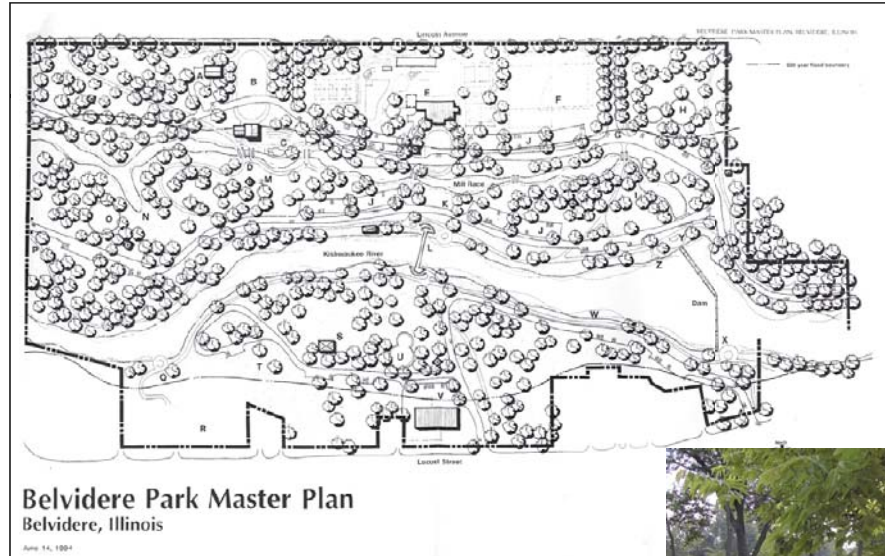 Lincoln Avenue
BELVIDERE PARK MASTER PLAN, BELVIDERE, ILLINOIS
year flood boundary
A
B
E
F
H
C
J
G
D
M
Mill Race
O
N
J
K
J
P
Kishwaukee River
L
Y
Z
Dam
W
X
S
U
Q
T
V
R
Locust Street
Belvidere Park Master Plan
Belvidere, Illinois
June 14, 1994